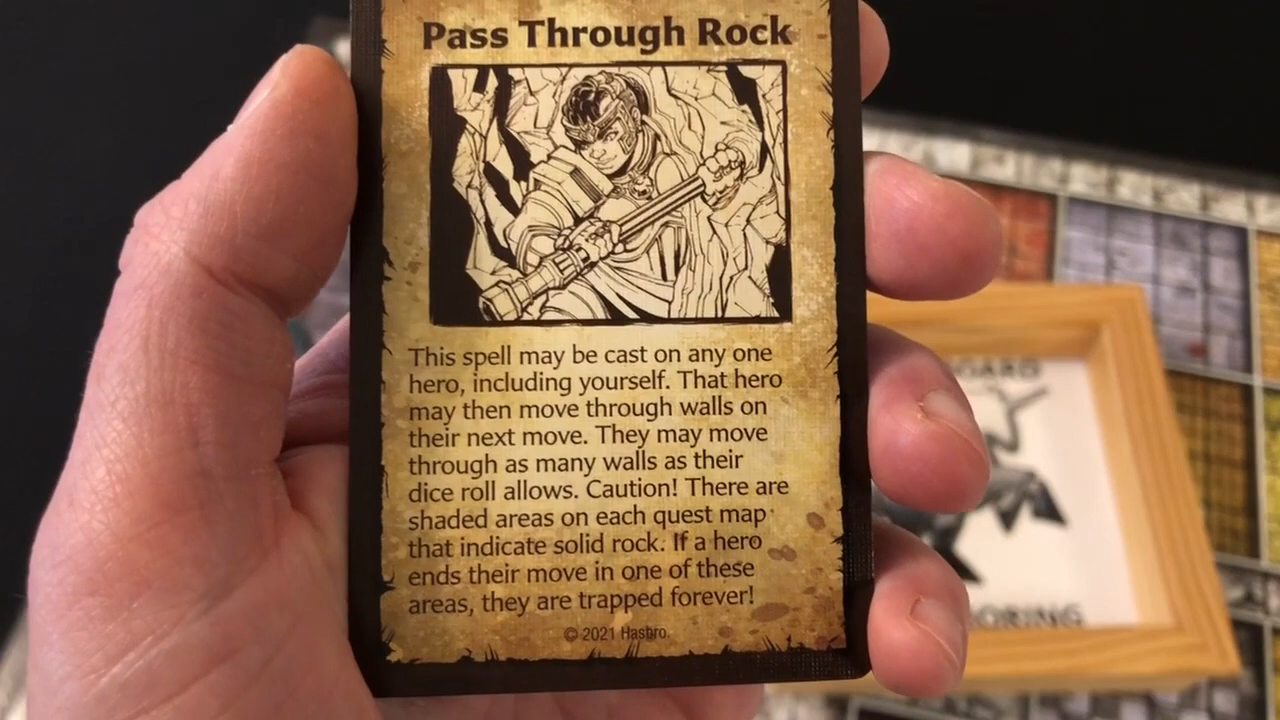 Pass Through Rock
This spell may be cast on any one
hero, including yourself. That hero
may then move through walls on
their next move. They may move
through as many walls as their
dice roll allows. Caution! There are
shaded areas on each quest map
that indicate solid rock. If a hero
ends their move in one of these
areas, they are trapped forever!
© 2021 Hasbro.